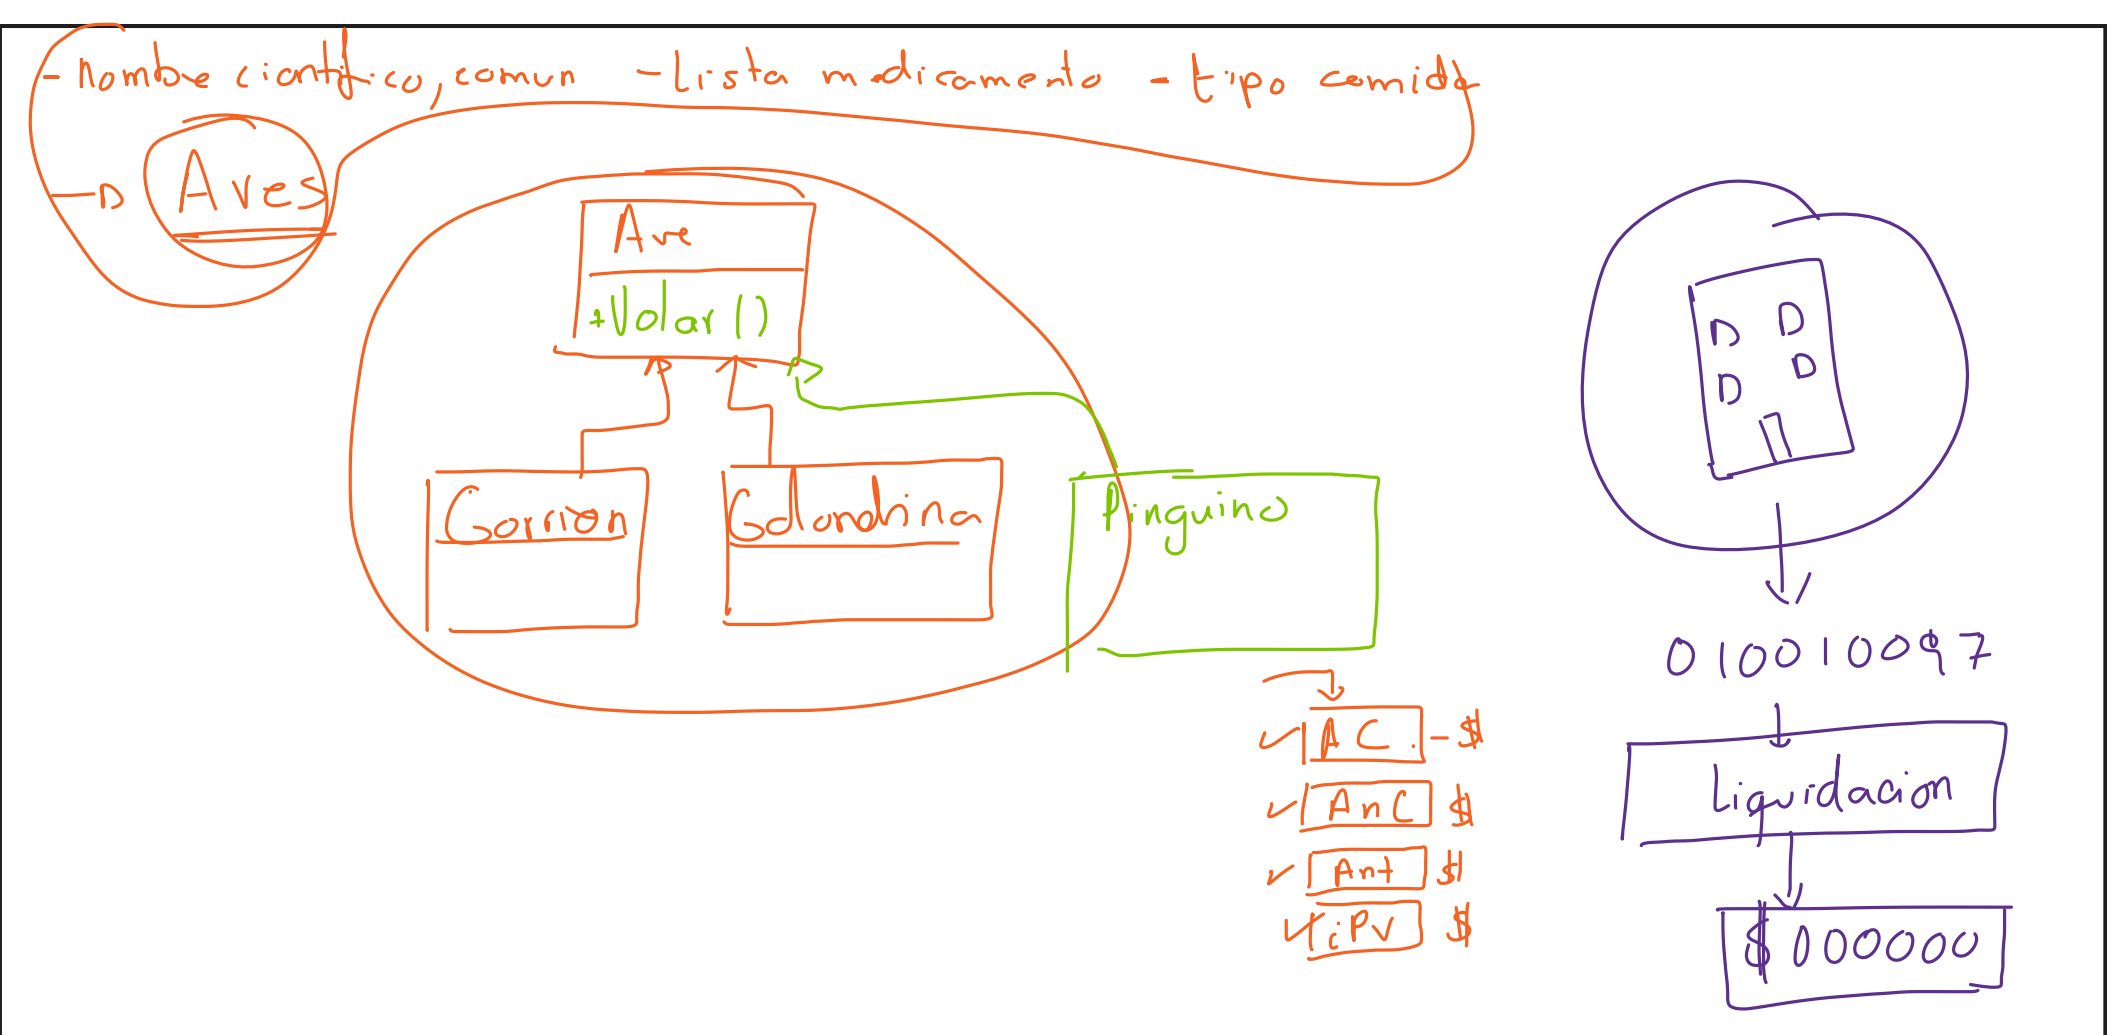 - Nombre cientifico, comun - Lista medicamento - tipo comida
Aves
Ave
+Volar()
Gorrion
Golondrina
Pinguino
AC. - $
AnC $
Ant $
iPV $
D D
D D
010010097
Liquidacion
$000000